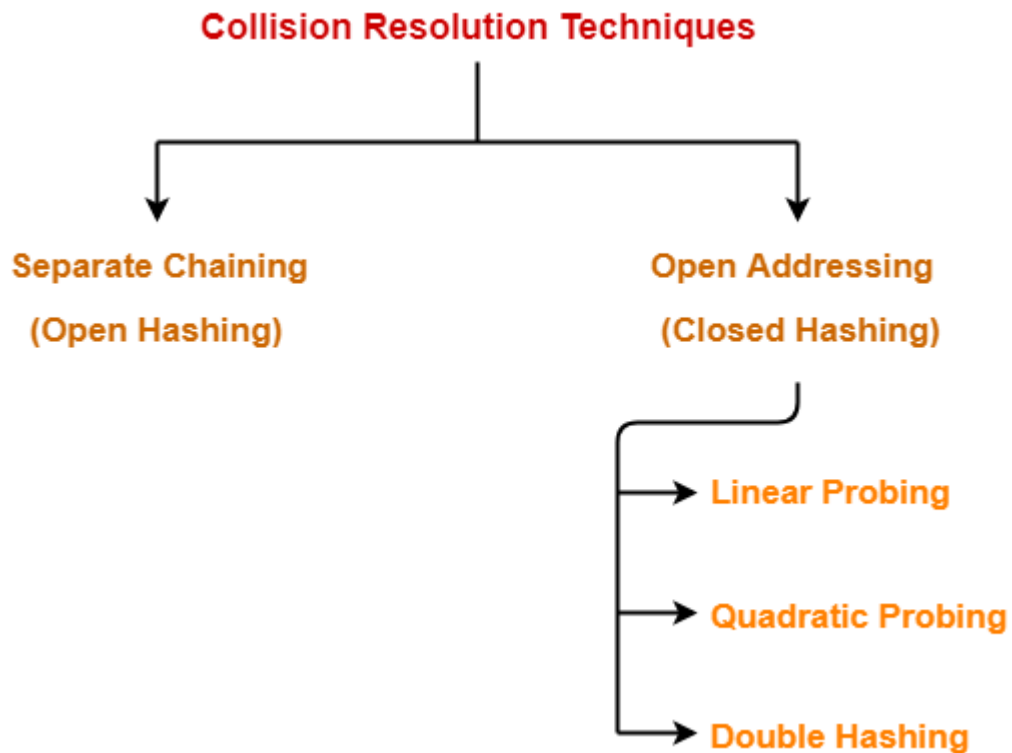 Collision Resolution Techniques
Separate Chaining
(Open Hashing)
Open Addressing
(Closed Hashing)
Linear Probing
Quadratic Probing
Double Hashing